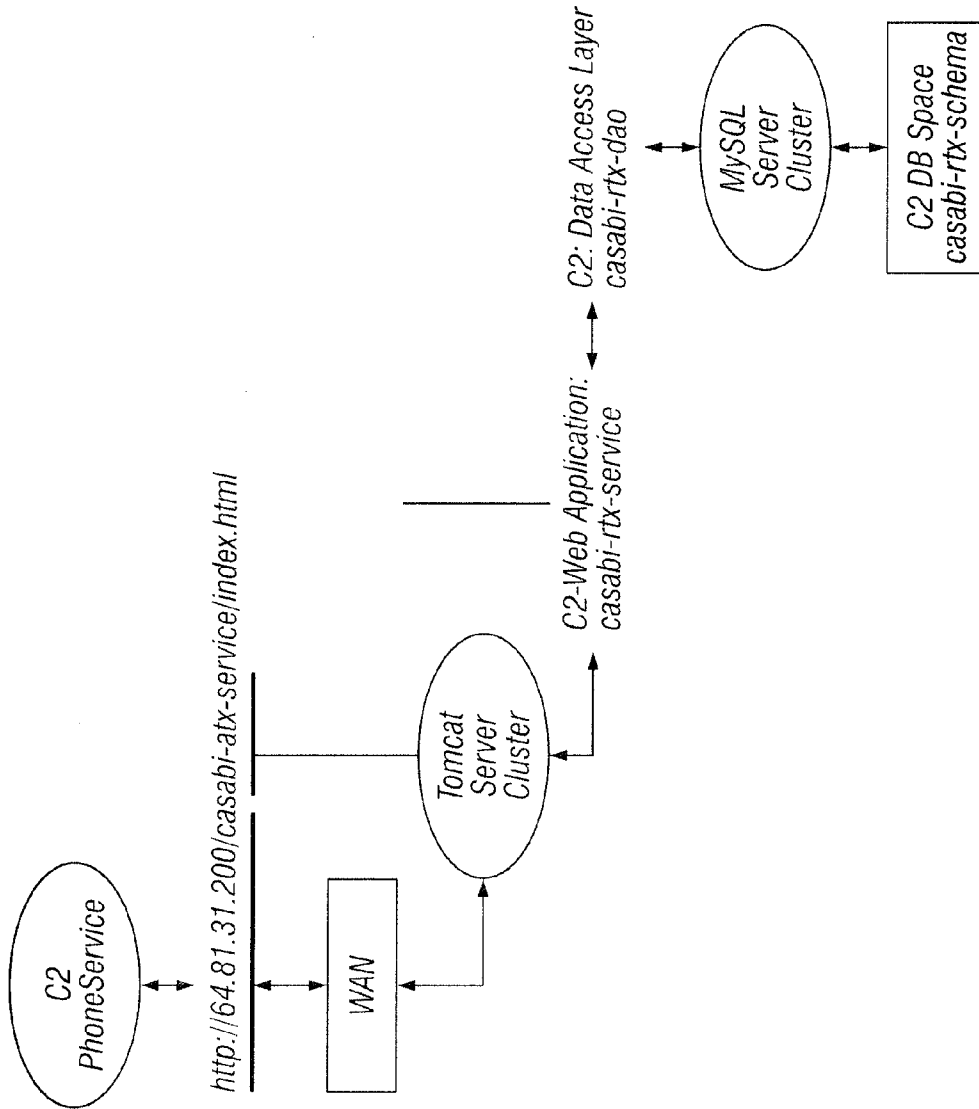 C2
PhoneService
http://64.81.31.200/casabi-atx-service/index.html
WAN
Tomcat
Server
Cluster
C2-Web Application:
casabi-rtx-service
C2: Data Access Layer
casabi-rtx-dao
MySQL
Server
Cluster
C2 DB Space
casabi-rtx-schema